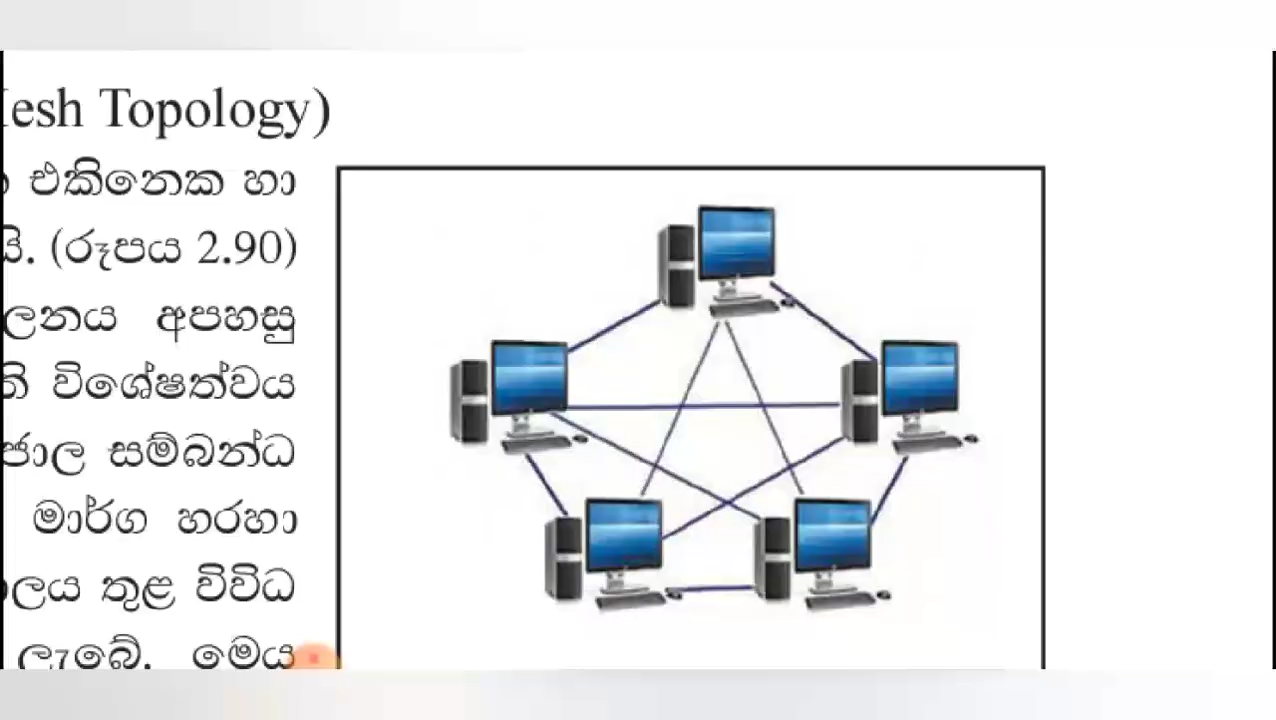 esh Topology)
එකිනෙක හා
යි. (රූපය 2.90)
ලනය අපහසු
ති විශේෂත්වය
ජාල සම්බන්ධ
මාර්ග හරහා
ලය තුළ විවිධ
ලැබේ. මෙය